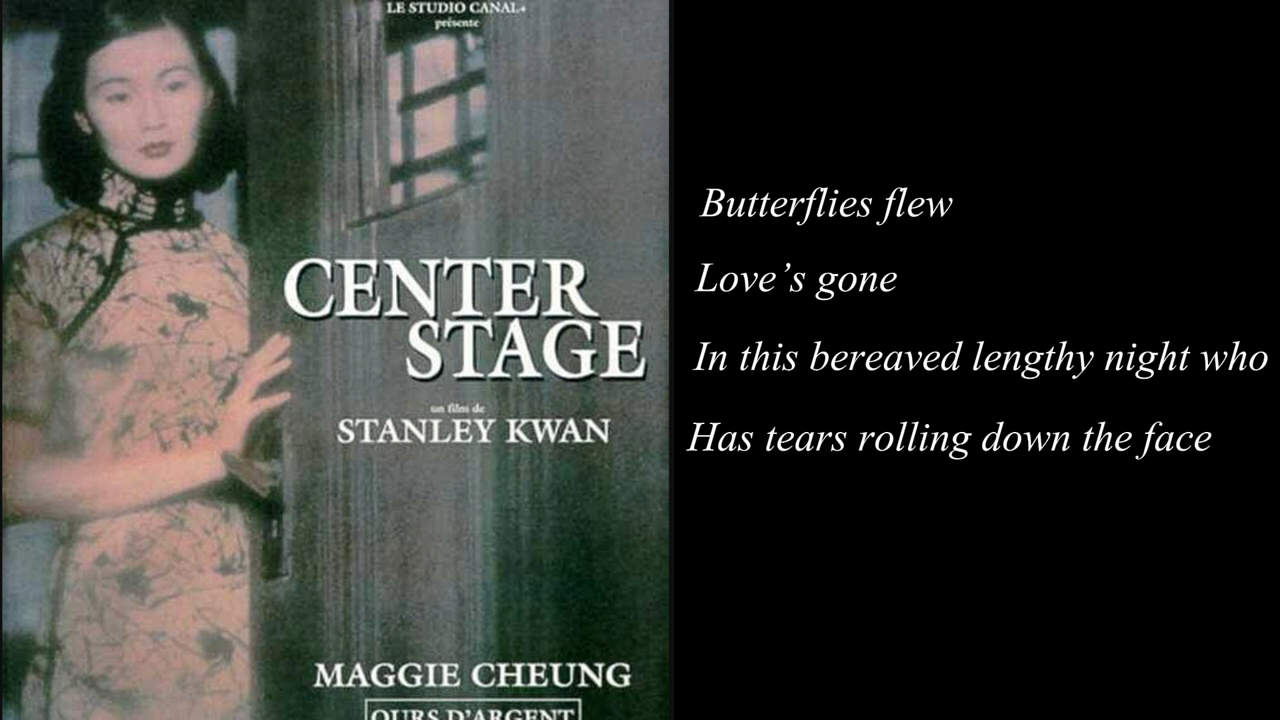 LE STUDIO CANAL+
présente
CENTER
STAGE
un film de
STANLEY KWAN
MAGGIE CHEUNG
OURS D'ARGENT
Butterflies flew
Love’s gone
In this bereaved lengthy night who
Has tears rolling down the face